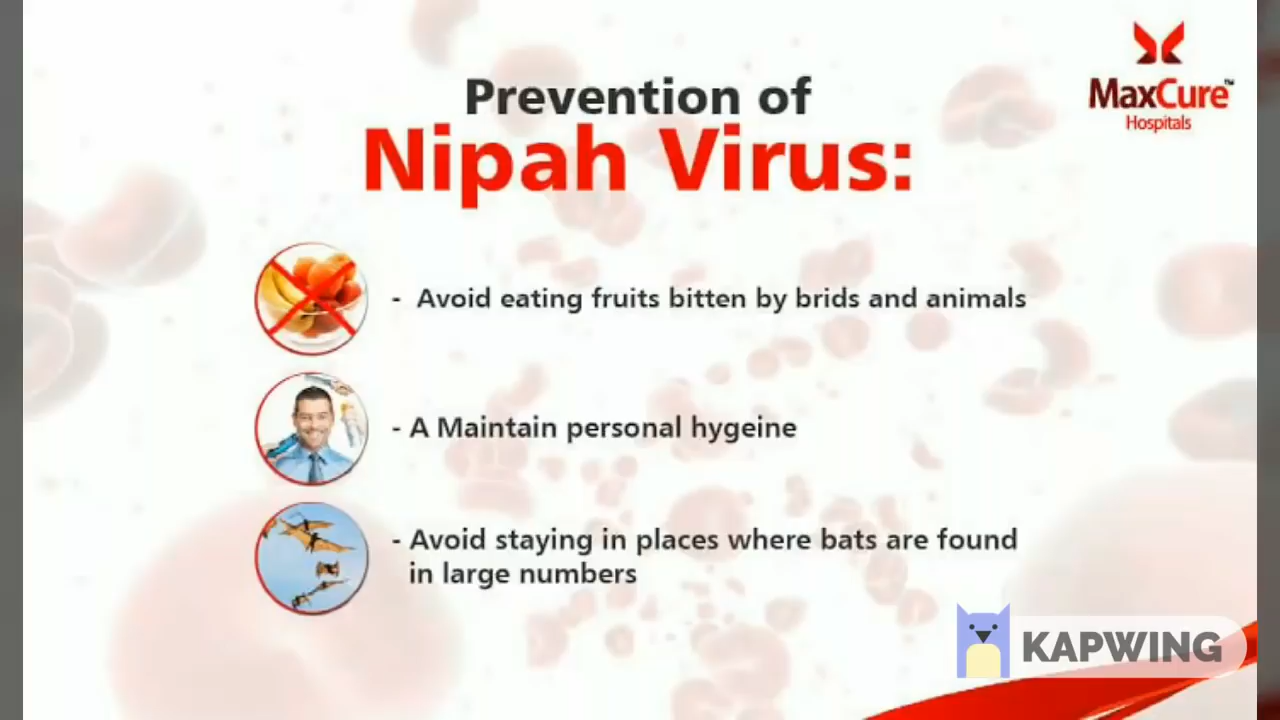 MaxCure™
Hospitals
Prevention of
Nipah Virus:
- Avoid eating fruits bitten by brids and animals
- A Maintain personal hygeine
- Avoid staying in places where bats are found
in large numbers
KAPWING